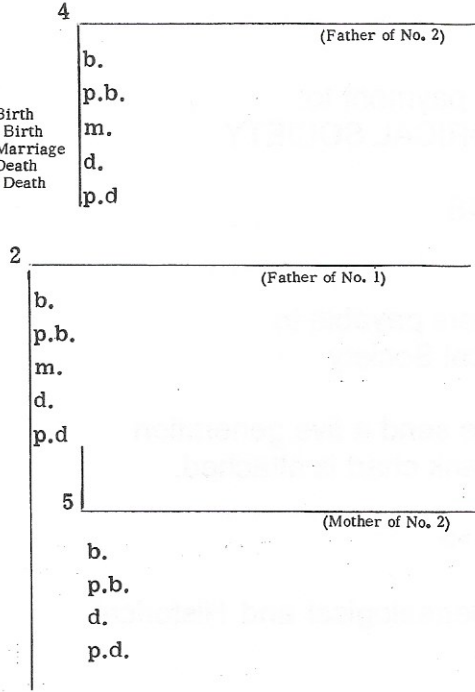 4
(Father of No. 2)
b.
p.b.
Birth
Birth
m.
Marriage
d.
Death
Death
p.d
2
(Father of No. 1)
b.
p.b.
m.
d.
p.d
5
(Mother of No. 2)
b.
p.b.
d.
p.d.